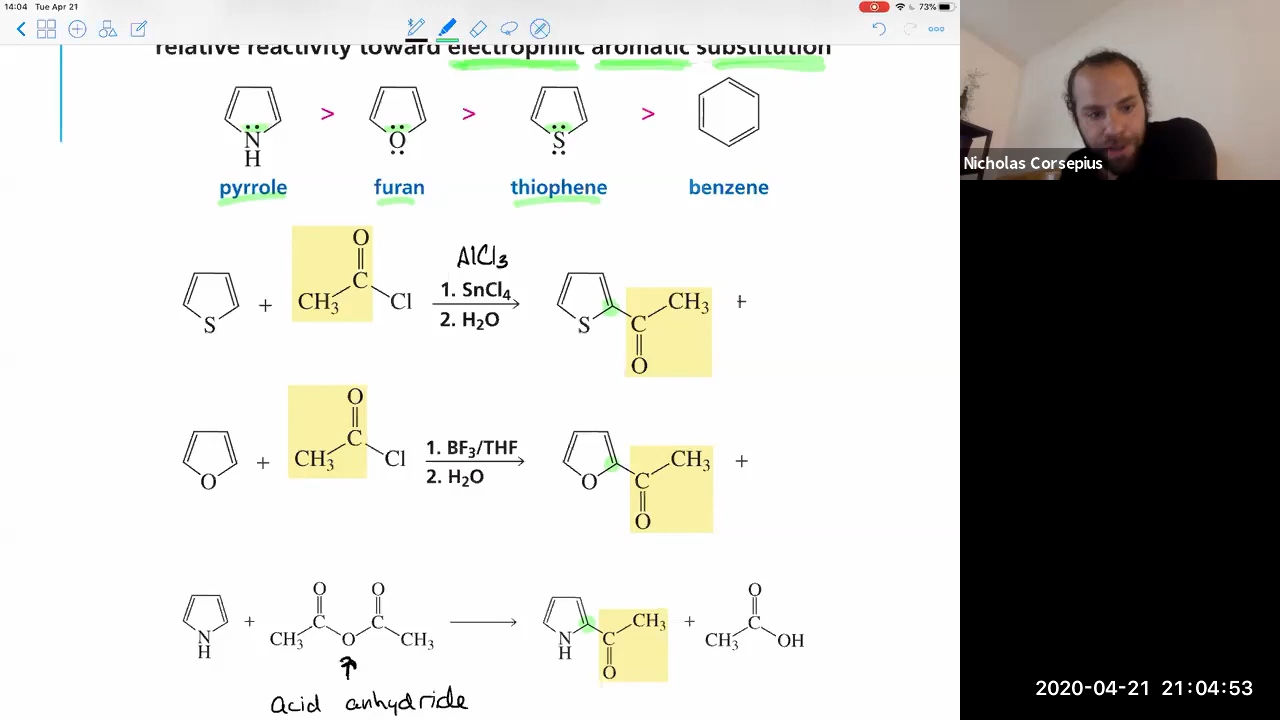 14:04 Tue Apr 21
73%
relative reactivity toward electrophilic aromatic substitution
N
H
>
O
>
S
>
pyrrole furan thiophene benzene
O
C
CH3
Cl
S
+
AlCl3
1. SnCl4
2. H2O
S
C
CH3
O
+
O
C
CH3
Cl
O
+
1. BF3/THF
2. H2O
O
C
CH3
O
+
N
H
+
O
O
C
C
CH3
O
CH3
N
H
C
CH3
O
+
O
C
CH3
OH
acid anhydride
Nicholas Corsepius
2020-04-21 21:04:53